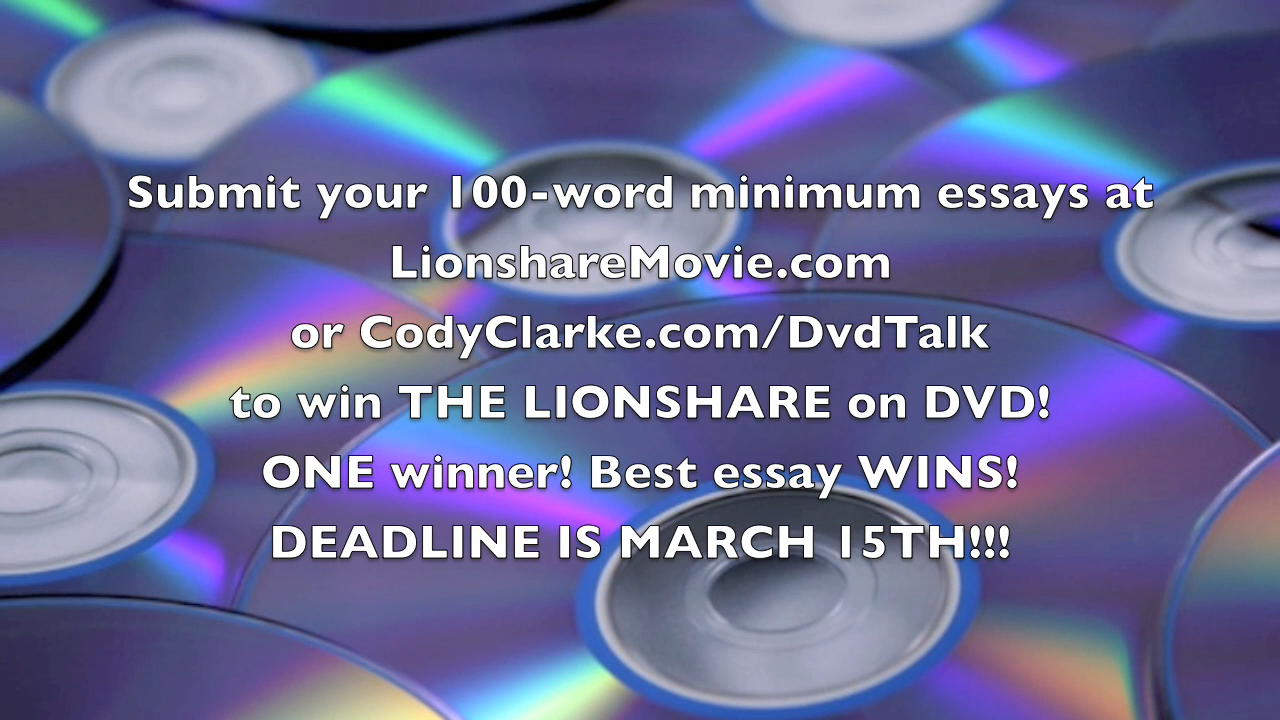 Submit your 100-word minimum essays at
LionshareMovie.com
or CodyClarke.com/DvdTalk
to win THE LIONSHARE on DVD!
ONE winner! Best essay WINS!
DEADLINE IS MARCH 15TH!!!